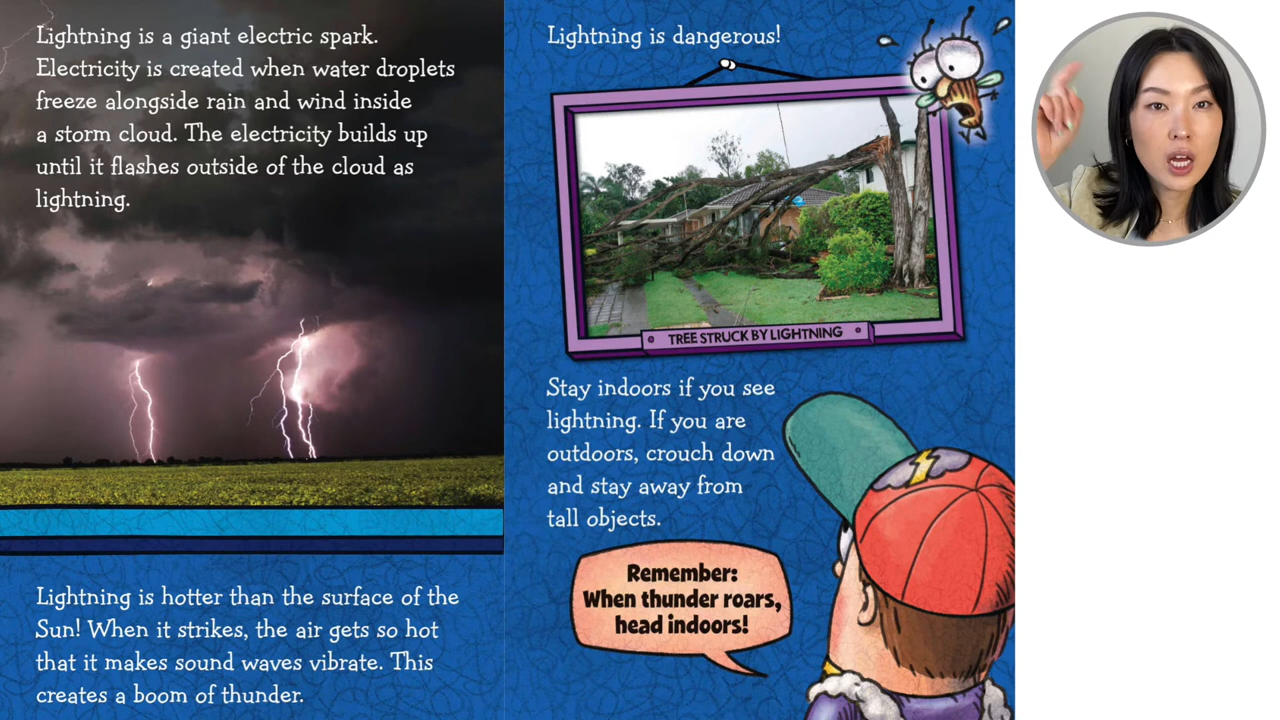 Lightning is a giant electric spark.
Electricity is created when water droplets
freeze alongside rain and wind inside
a storm cloud. The electricity builds up
until it flashes outside of the cloud as
lightning.
Lightning is hotter than the surface of the
Sun! When it strikes, the air gets so hot
that it makes sound waves vibrate. This
creates a boom of thunder.
Lightning is dangerous!
TREE STRUCK BY LIGHTNING
Stay indoors if you see
lightning. If you are
outdoors, crouch down
and stay away from
tall objects.
Remember:
When thunder roars,
head indoors!